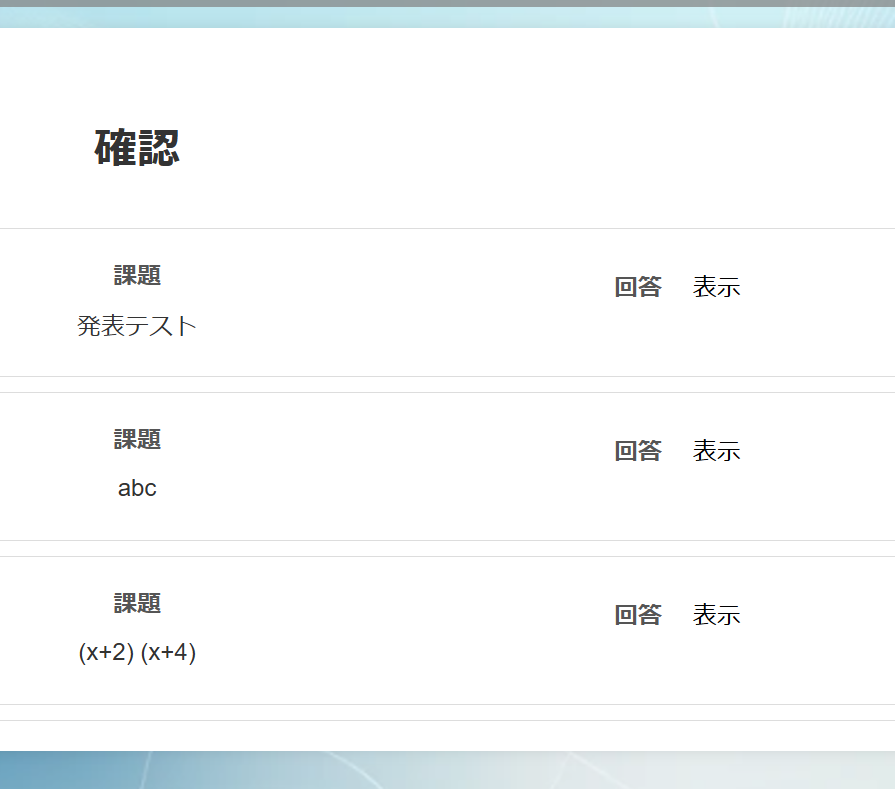 確認
課題
回答 表示
発表テスト
課題
回答 表示
abc
課題
回答 表示
(x+2) (x+4)